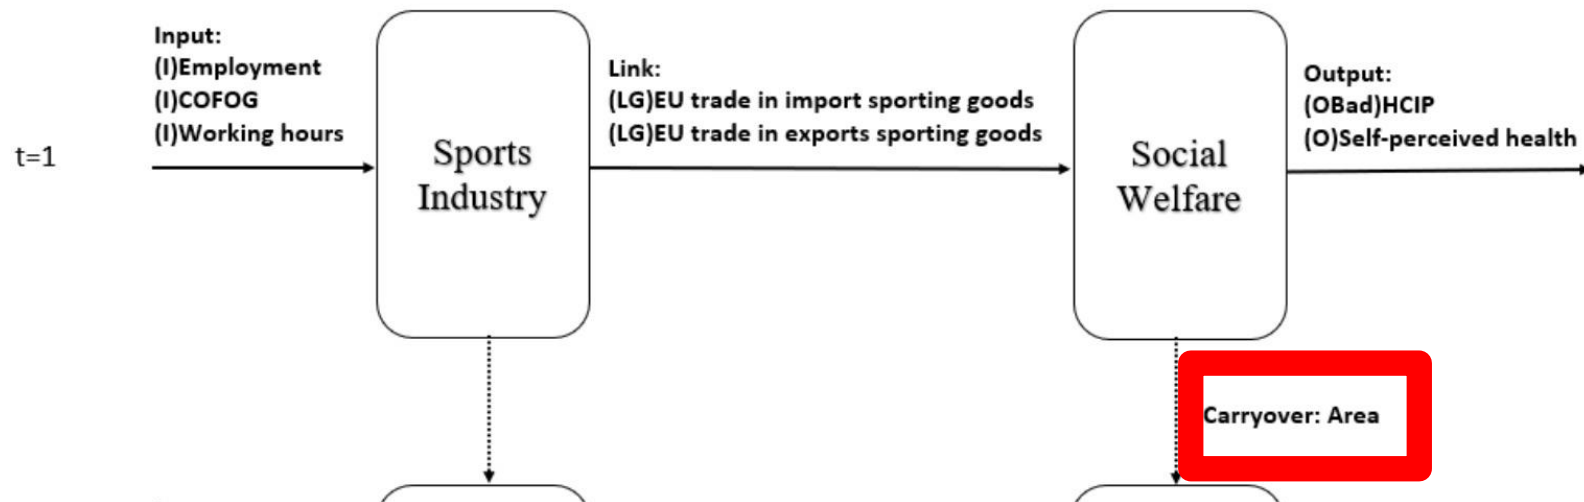 Input:
(I)Employment
(I)COFOG
(I)Working hours
t=1
Sports
Industry
Link:
(LG)EU trade in import sporting goods
(LG)EU trade in exports sporting goods
Social
Welfare
Output:
(OBad)HCIP
(O)Self-perceived health
Carryover: Area